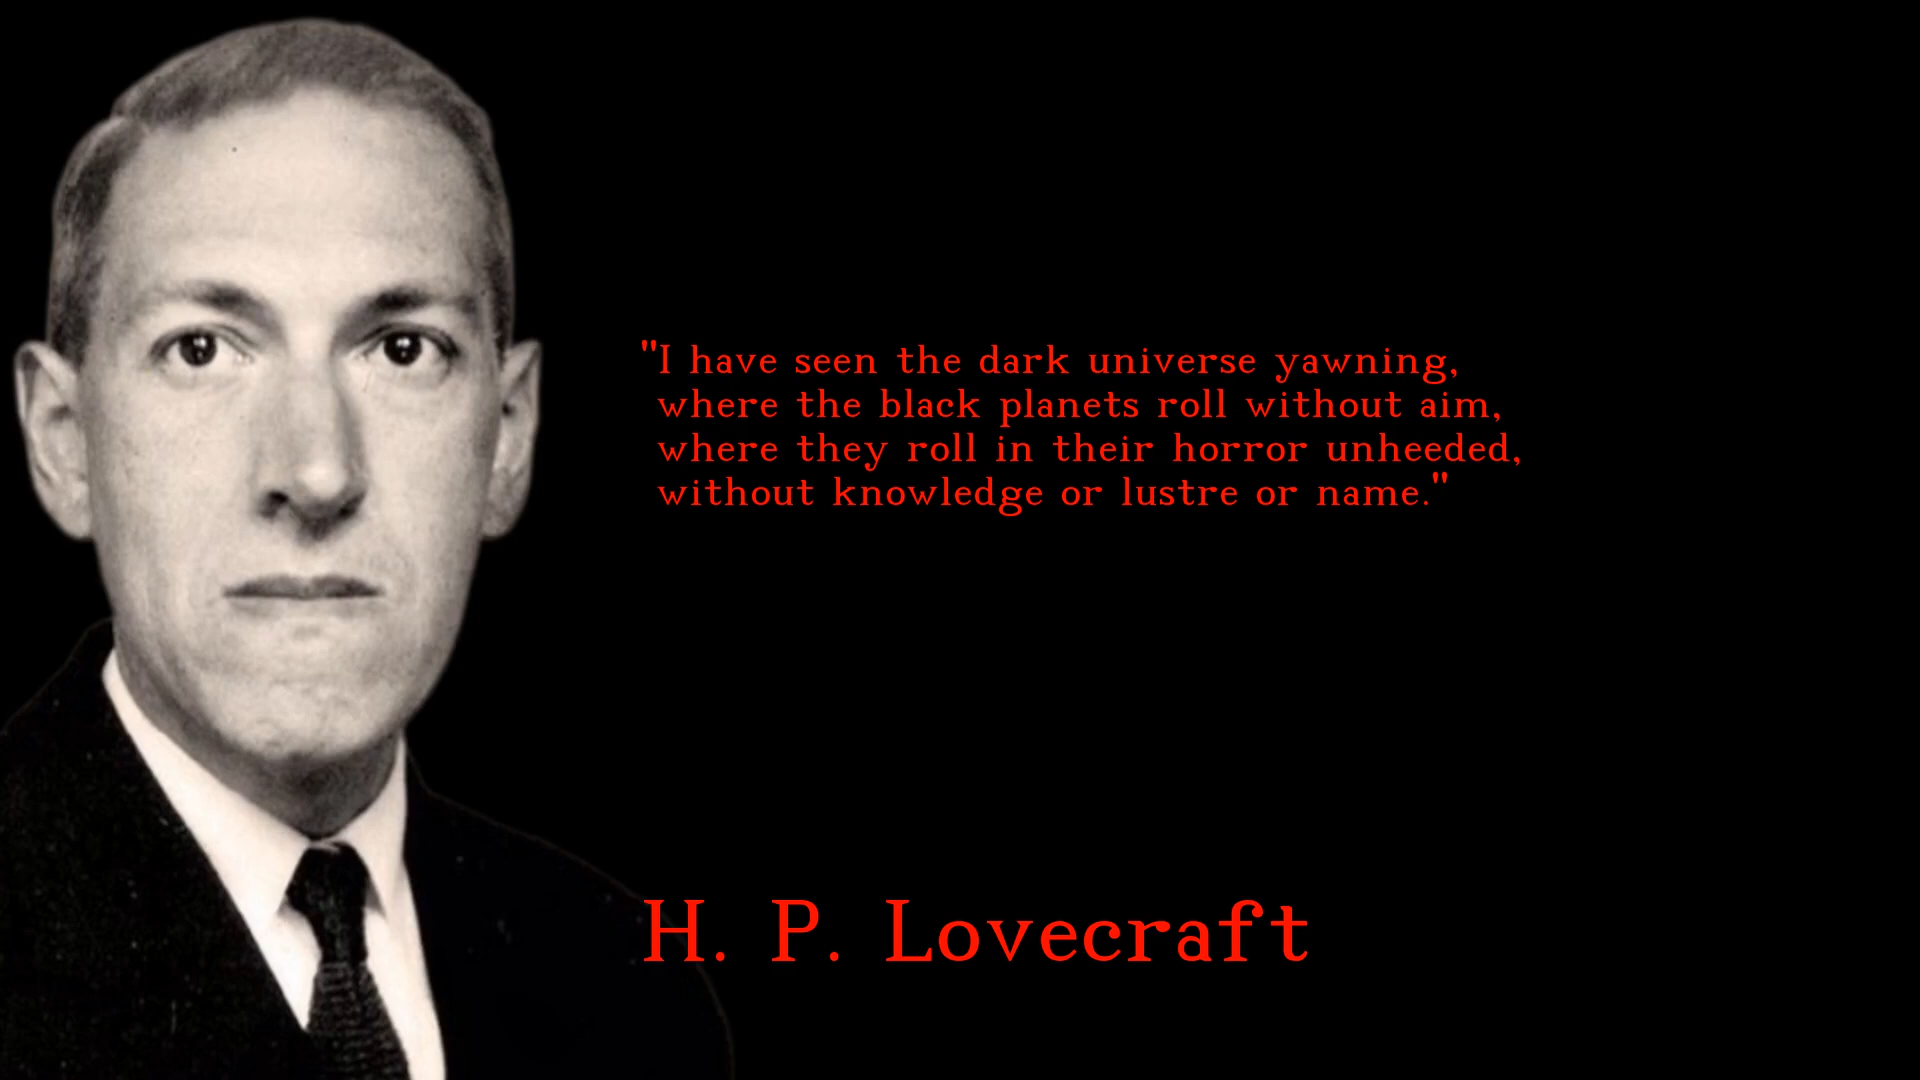 "I have seen the dark universe yawning,
where the black planets roll without aim,
where they roll in their horror unheeded,
without knowledge or lustre or name."
H. P. Lovecraft